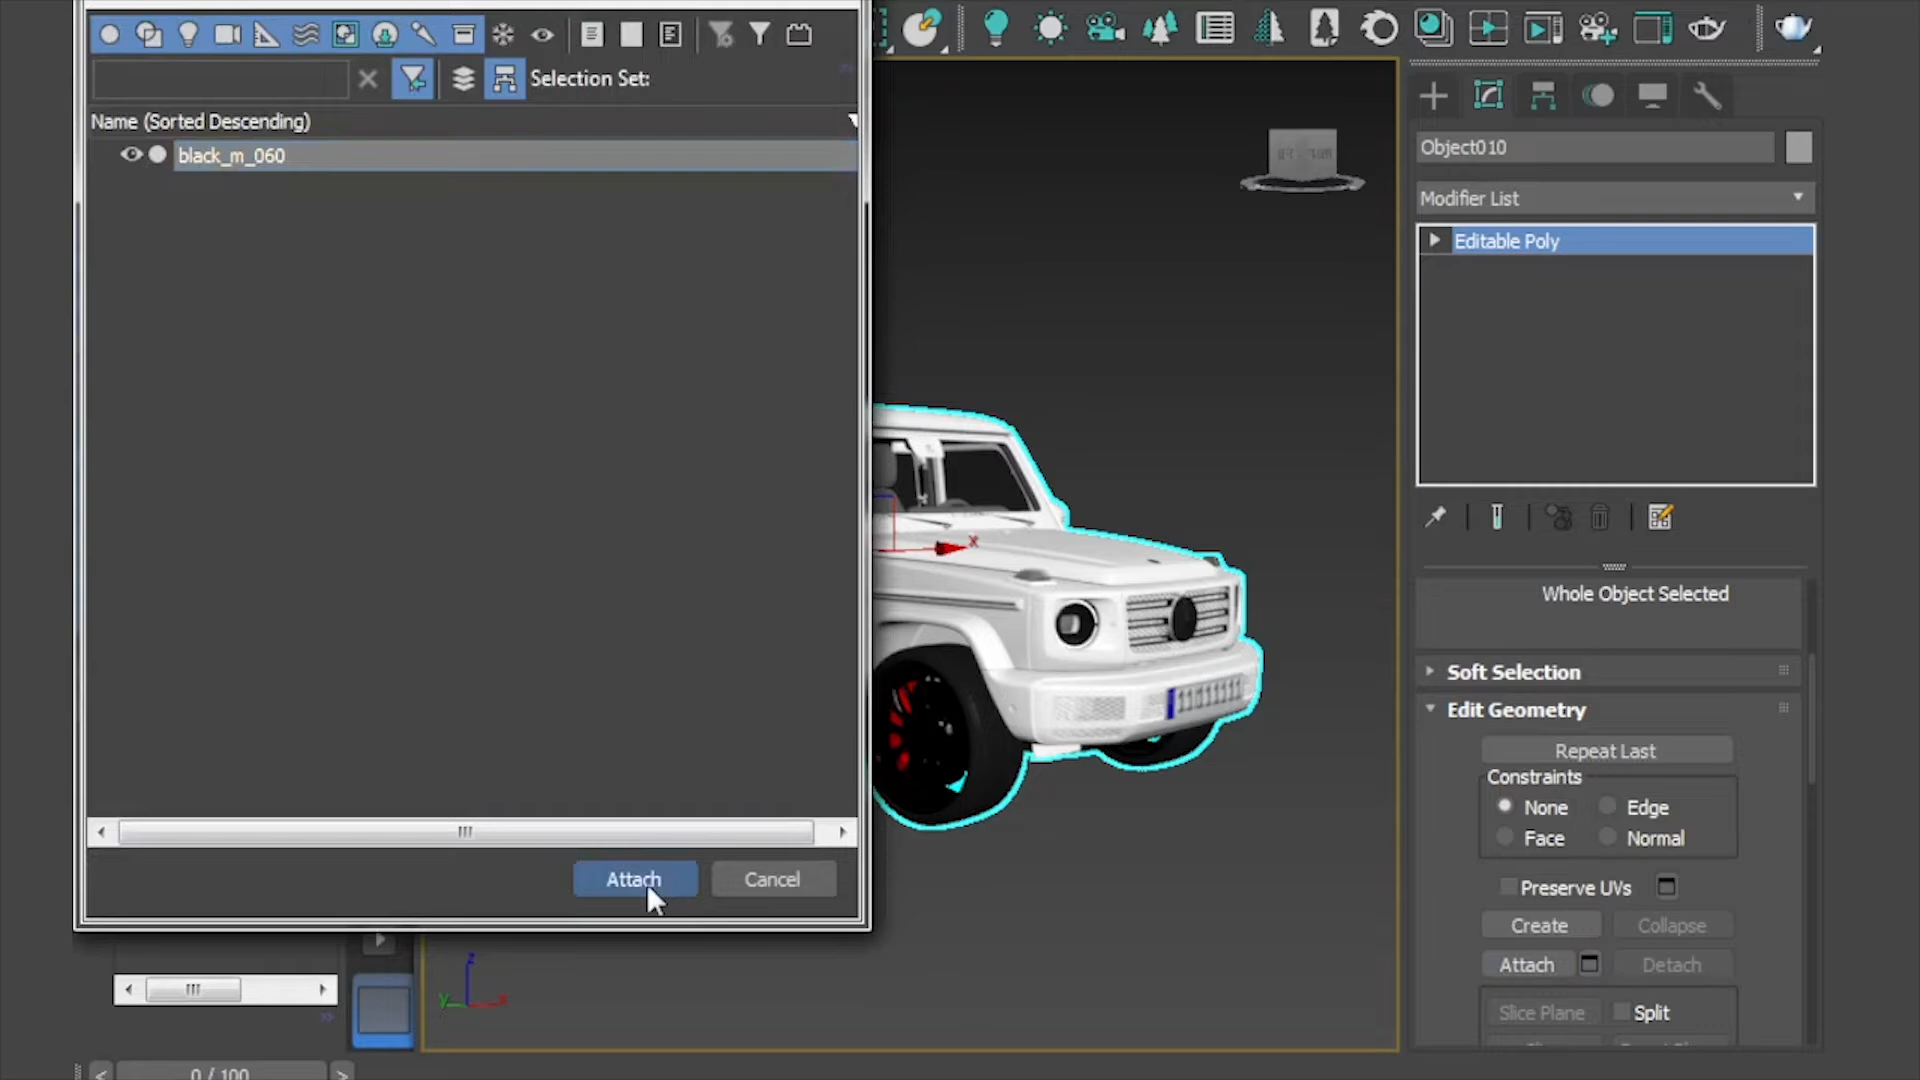 Selection Set:
Name (Sorted Descending)
black_m_060
Attach
Cancel
x
11011111
z
y
x
0 / 100
Object010
Modifier List
Editable Poly
Whole Object Selected
Soft Selection
Edit Geometry
Repeat Last
Constraints
None Edge
Face Normal
Preserve UVs
Create Collapse
Attach Detach
Slice Plane Split